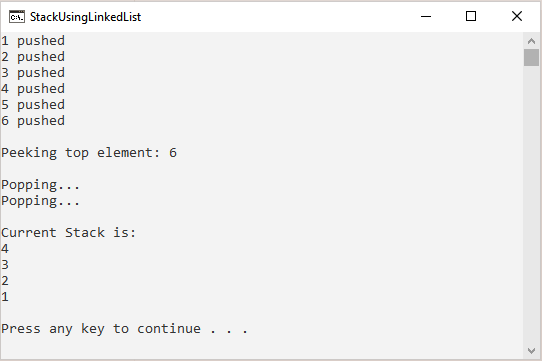 StackUsingLinkedList
1 pushed
2 pushed
3 pushed
4 pushed
5 pushed
6 pushed
Peeking top element: 6
Popping...
Popping...
Current Stack is:
4
3
2
1
Press any key to continue . . .